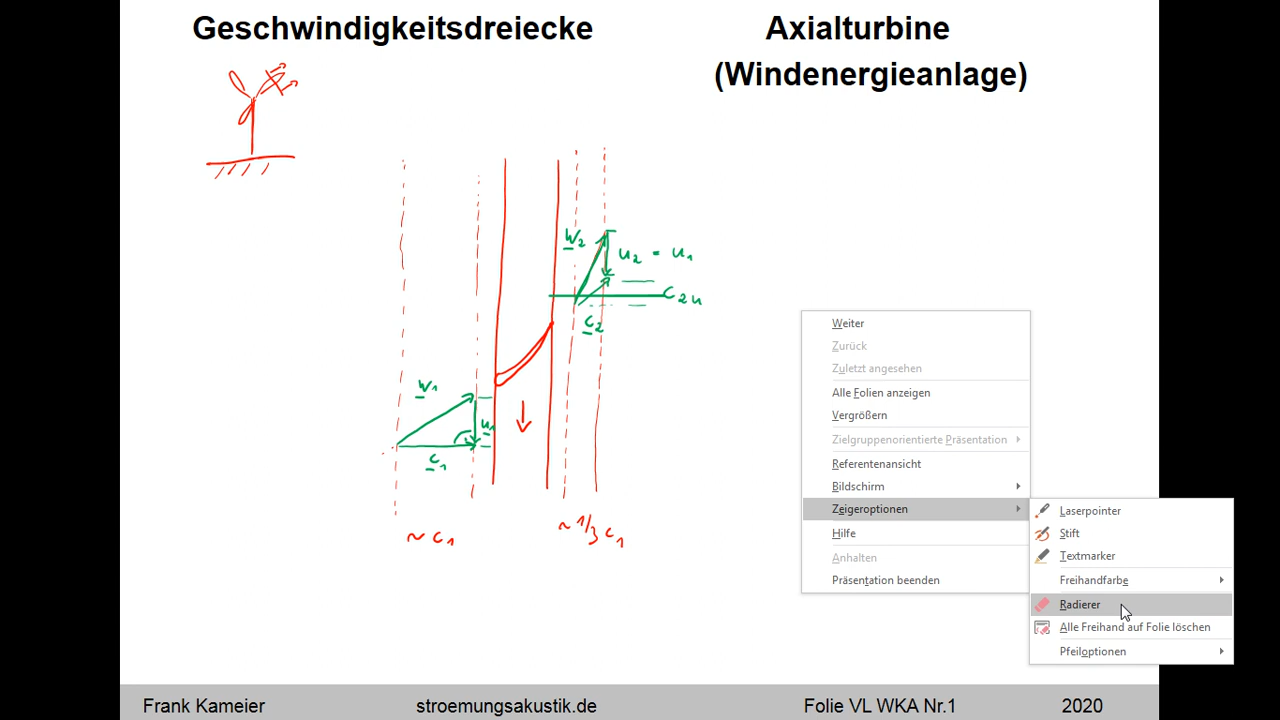 Geschwindigkeitsdreiecke
Axialturbine
(Windenergieanlage)
w2
u2 = u1
c2u
c2
w1
u1
c1
~ c1
~ 1/3 c1
Weiter
Zurück
Zuletzt angesehen
Alle Folien anzeigen
Vergrößern
Zielgruppenorientierte Präsentation
Referentenansicht
Bildschirm
Zeigeroptionen
Hilfe
Anhalten
Präsentation beenden
Laserpointer
Stift
Textmarker
Freihandfarbe
Radierer
Alle Freihand auf Folie löschen
Pfeiloptionen
Frank Kameier
stroemungsakustik.de
Folie VL WKA Nr.1
2020